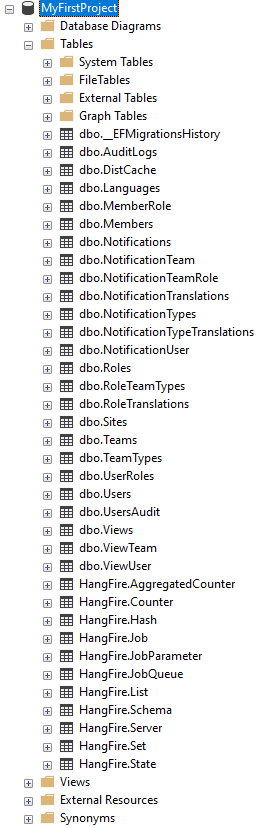 MyFirstProject
Database Diagrams
Tables
System Tables
FileTables
External Tables
Graph Tables
dbo.__EFMigrationsHistory
dbo.AuditLogs
dbo.DistCache
dbo.Languages
dbo.MemberRole
dbo.Members
dbo.Notifications
dbo.NotificationTeam
dbo.NotificationTeamRole
dbo.NotificationTranslations
dbo.NotificationTypes
dbo.NotificationTypeTranslations
dbo.NotificationUser
dbo.Roles
dbo.RoleTeamTypes
dbo.RoleTranslations
dbo.Sites
dbo.Teams
dbo.TeamTypes
dbo.UserRoles
dbo.Users
dbo.UsersAudit
dbo.Views
dbo.ViewTeam
dbo.ViewUser
HangFire.AggregatedCounter
HangFire.Counter
HangFire.Hash
HangFire.Job
HangFire.JobParameter
HangFire.JobQueue
HangFire.List
HangFire.Schema
HangFire.Server
HangFire.Set
HangFire.State
Views
External Resources
Synonyms